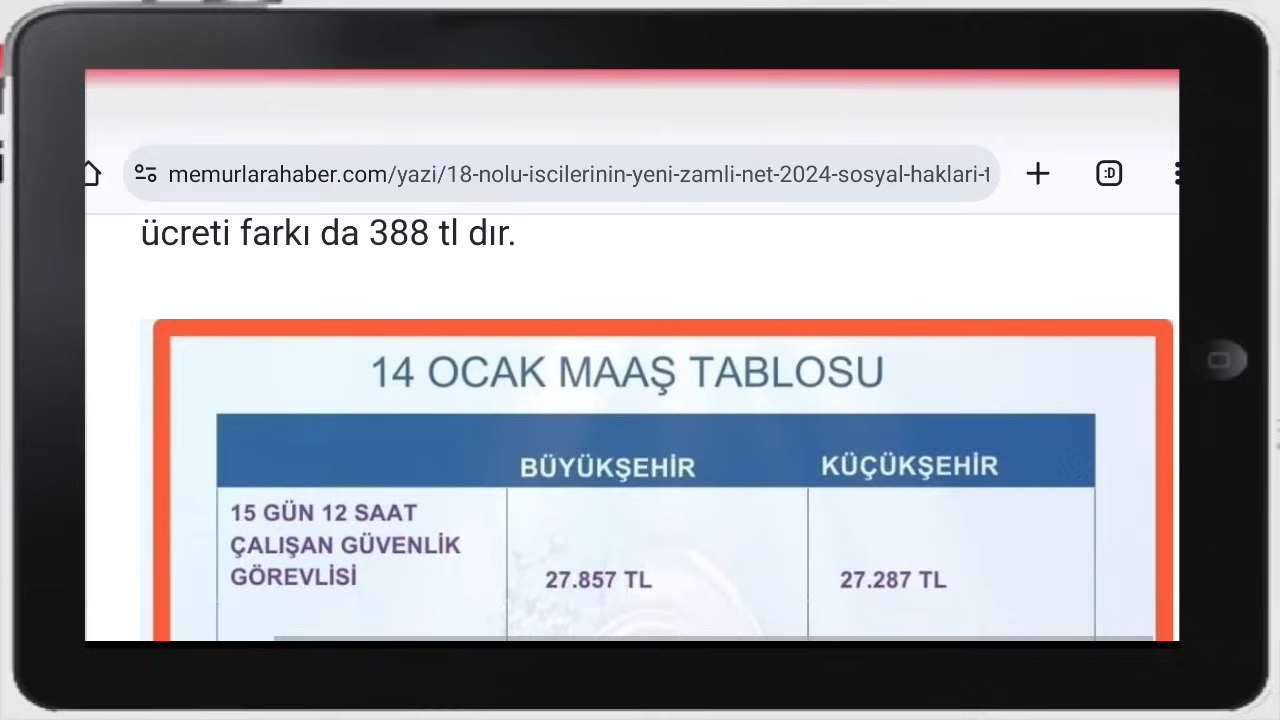 memurlarahaber.com/yazi/18-nolu-iscilerinin-yeni-zamli-net-2024-sosyal-haklari-t
:D
ücreti farkı da 388 tl dır.
14 OCAK MAAŞ TABLOSU
BÜYÜKŞEHİR KÜÇÜKŞEHİR
15 GÜN 12 SAAT
ÇALIŞAN GÜVENLİK
GÖREVLİSİ
27.857 TL 27.287 TL